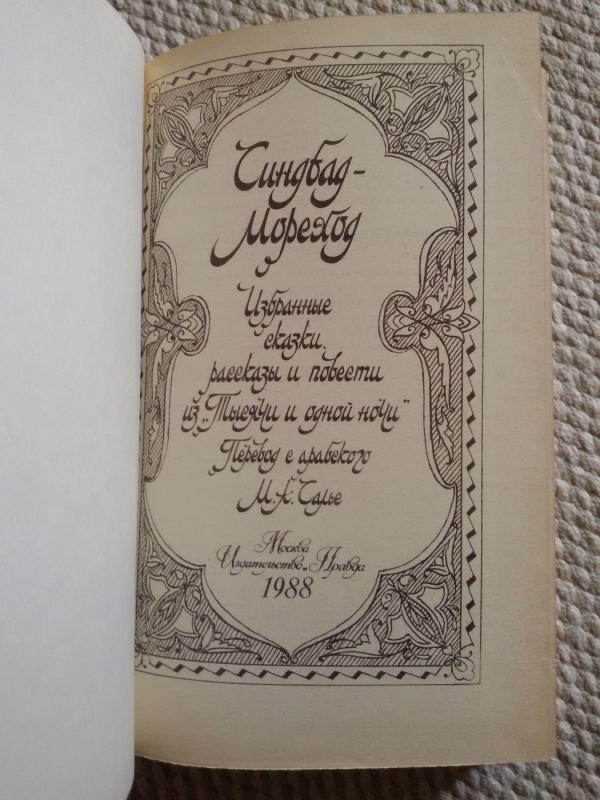 Синдбад-
Мореход
Избранные
сказки,
рассказы и повести
из „Тысячи и одной ночи"
Перевод с арабского
М. А. Салье
Москва
Издательство „Правда
1988